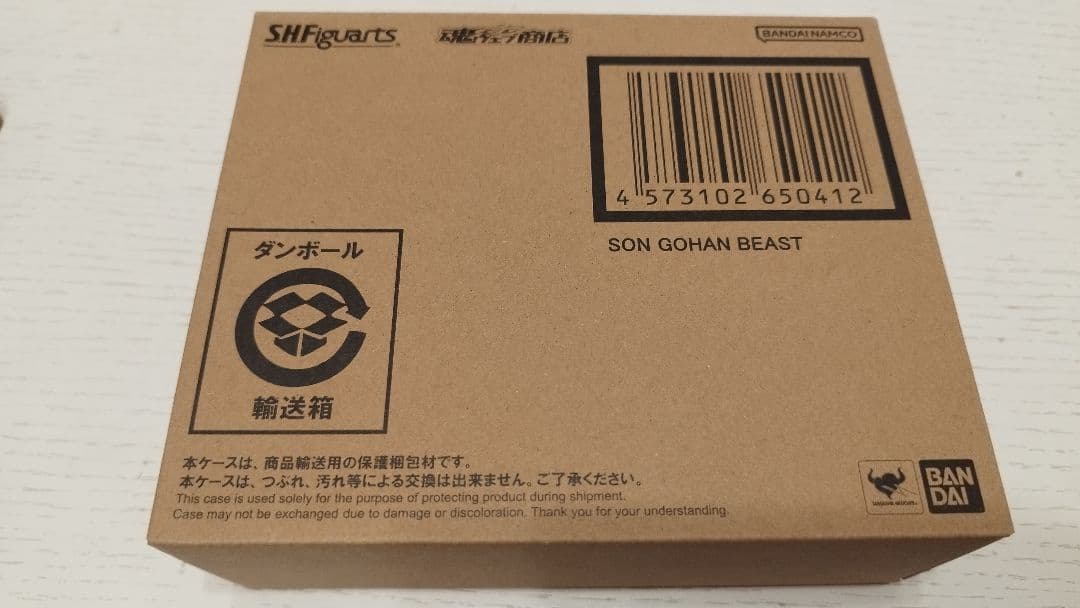 S.H.Figuarts
魂ウェブ商店
BANDAI NAMCO
4 573102 650412
SON GOHAN BEAST
ダンボール
輸送箱
本ケースは、商品輸送用の保護梱包材です。
本ケースは、つぶれ、汚れ等による交換は出来ません。ご了承ください。
This case is used solely for the purpose of protecting product during shipment.
Case may not be exchanged due to damage or discoloration. Thank you for your understanding.
BAN
DAI